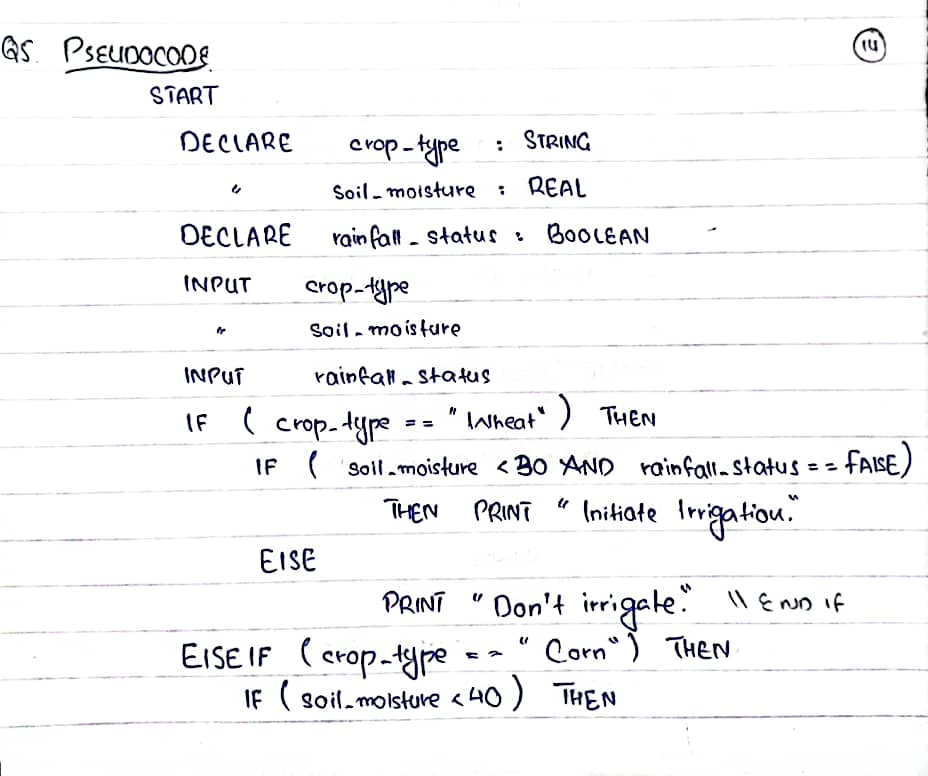 Q5. PSEUDOCODE 14
START
DECLARE crop-type : STRING
" Soil-moisture : REAL
DECLARE rainfall-status : BOOLEAN
INPUT crop-type
" Soil-moisture
INPUT rainfall-status
IF ( crop-type == "Wheat" ) THEN
IF ( soil-moisture < 30 AND rainfall-status == FALSE)
THEN PRINT "Initiate Irrigation."
ELSE
PRINT "Don't irrigate." \\ END IF
ELSEIF ( crop-type == "Corn" ) THEN
IF ( soil-moisture < 40 ) THEN